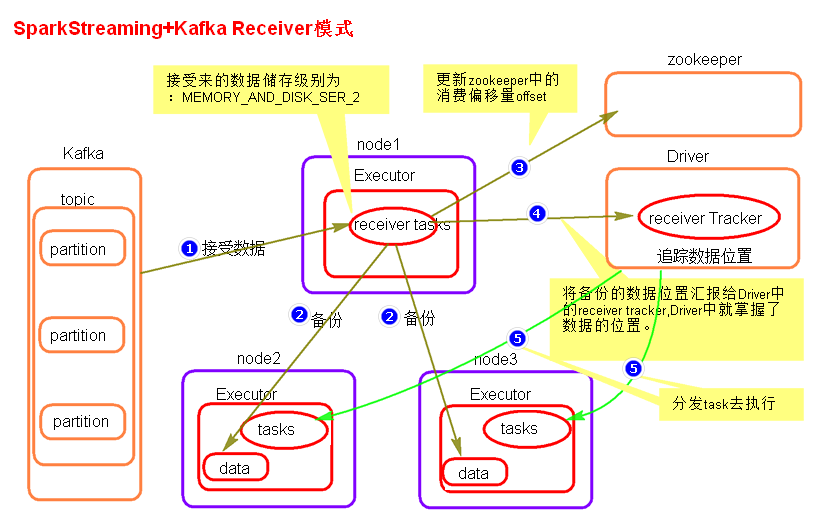 SparkStreaming+Kafka Receiver模式
接受来的数据储存级别为
：MEMORY_AND_DISK_SER_2
更新zookeeper中的
消费偏移量offset
zookeeper
Kafka
topic
partition
partition
partition
1 接受数据
node1
Executor
receiver tasks
3
4
Driver
receiver Tracker
追踪数据位置
将备份的数据位置汇报给Driver中
的receiver tracker,Driver中就掌握了
数据的位置。
2 备份
2 备份
5
5
分发task去执行
node2
Executor
tasks
data
node3
Executor
tasks
data